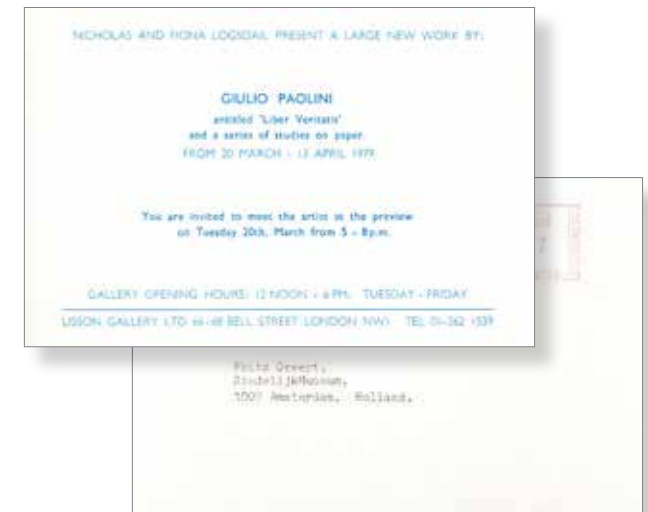 NICHOLAS AND FIONA LOGSDAIL PRESENT A LARGE NEW WORK BY:
GIULIO PAOLINI
entitled 'Liber Veritatis'
and a series of studies on paper.
FROM 20 MARCH - 13 APRIL 1979
You are invited to meet the artist at the preview
on Tuesday 20th, March from 5 - 8p.m.
GALLERY OPENING HOURS: 12 NOON - 6 PM. TUESDAY - FRIDAY
LISSON GALLERY LTD 66-68 BELL STREET LONDON NW1 TEL 01-262 1539
7
Amsterdam, Holland,